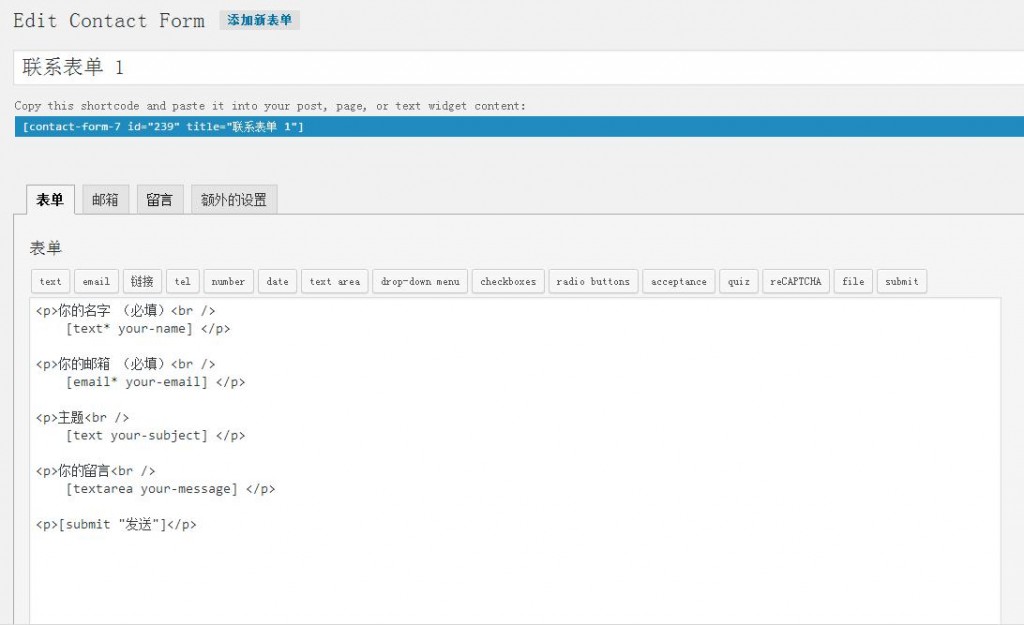 Edit Contact Form 添加新表单
联系表单 1
Copy this shortcode and paste it into your post, page, or text widget content:
[contact-form-7 id="239" title="联系表单 1"]
表单 邮箱 留言 额外的设置
表单
text email 链接 tel number date text area drop-down menu checkboxes radio buttons acceptance quiz reCAPTCHA file submit
<p>你的名字 （必填）<br />
    [text* your-name] </p>
<p>你的邮箱 （必填）<br />
    [email* your-email] </p>
<p>主题<br />
    [text your-subject] </p>
<p>你的留言<br />
    [textarea your-message] </p>
<p>[submit "发送"]</p>